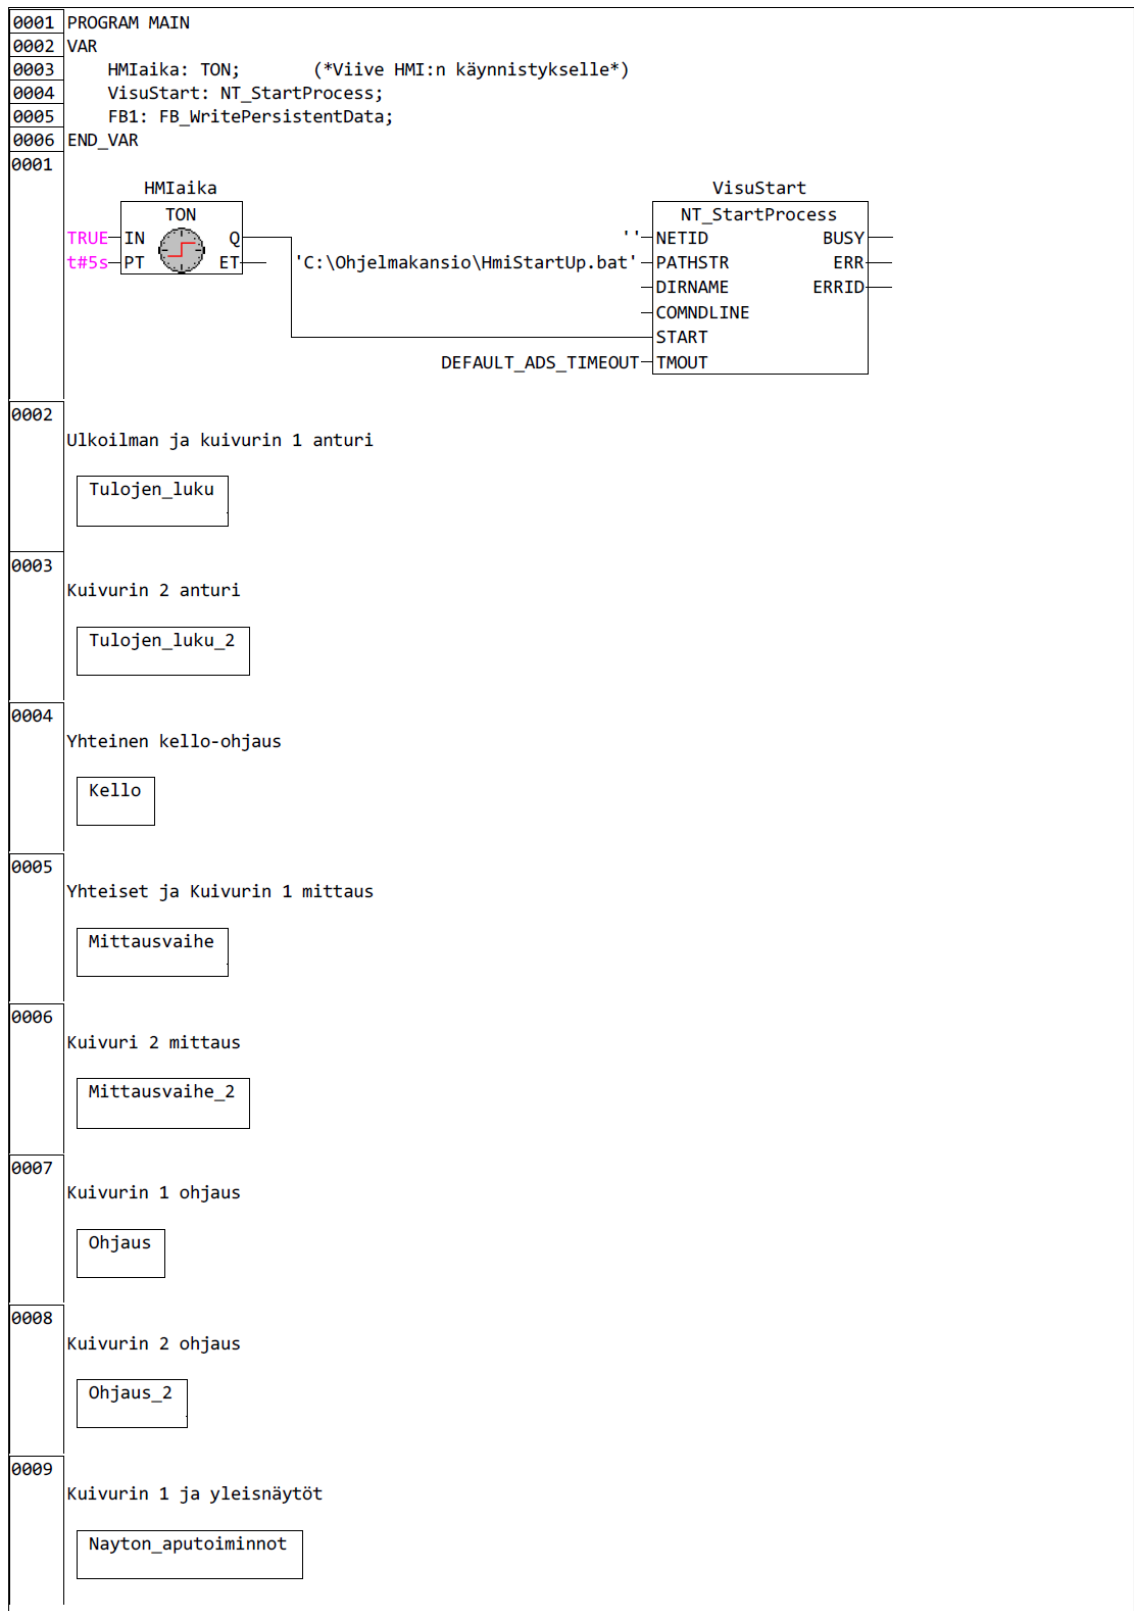 0001 PROGRAM MAIN
0002 VAR
0003 HMIaika: TON; (*Viive HMI:n käynnistykselle*)
0004 VisuStart: NT_StartProcess;
0005 FB1: FB_WritePersistentData;
0006 END_VAR
0001
HMIaika VisuStart
TON NT_StartProcess
TRUE IN Q '' NETID BUSY
t#5s PT ET 'C:\Ohjelmakansio\HmiStartUp.bat' PATHSTR ERR
DIRNAME ERRID
COMNDLINE
START
DEFAULT_ADS_TIMEOUT TMOUT
0002
Ulkoilman ja kuivurin 1 anturi
Tulojen_luku
0003
Kuivurin 2 anturi
Tulojen_luku_2
0004
Yhteinen kello-ohjaus
Kello
0005
Yhteiset ja Kuivurin 1 mittaus
Mittausvaihe
0006
Kuivuri 2 mittaus
Mittausvaihe_2
0007
Kuivurin 1 ohjaus
Ohjaus
0008
Kuivurin 2 ohjaus
Ohjaus_2
0009
Kuivurin 1 ja yleisnäytöt
Nayton_aputoiminnot